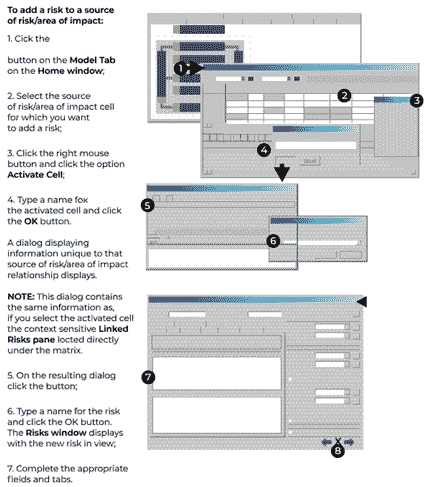 To add a risk to a source
of risk/area of impact:
1. Cick the
button on the Model Tab
on the Home window;
2. Select the source
of risk/area of impact cell
for which you want
to add a risk;
3. Click the right mouse
button and click the option
Activate Cell;
4. Type a name foк
the activated cell and click
the OK button.
A dialog displaying
information unique to that
source of risk/area of impact
relationship displays.
NOTE: This dialog contains
the same information as,
if you select the activated cell
the context sensitive Linked
Risks pane locted directly
under the matrix.
5. On the resulting dialog
click the button;
6. Type a name for the risk
and click the OK button.
The Risks window displays
with the new risk in view;
7. Complete the appropriate
fields and tabs.
1
2
3
4
5
6
7
X
8